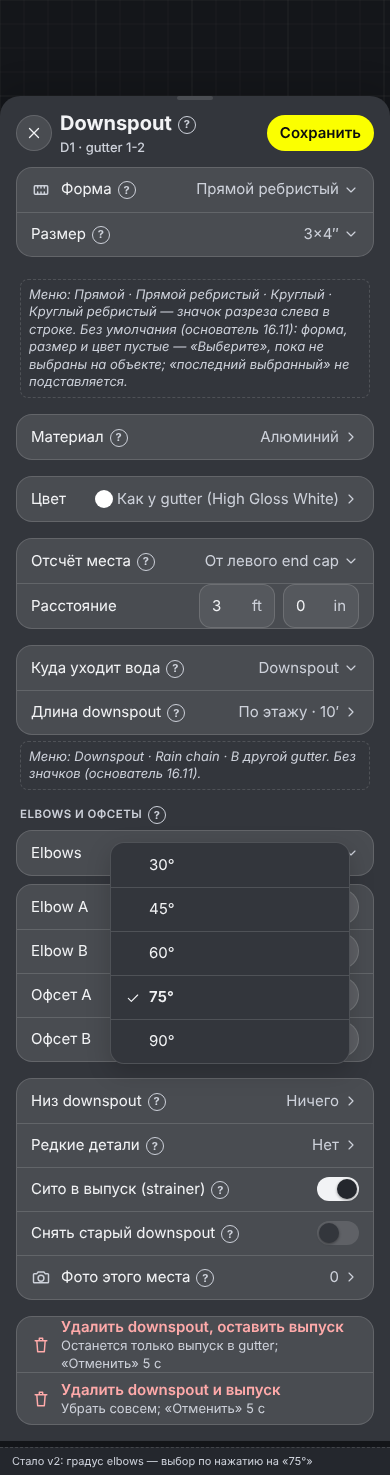 Downspout ?
D1 · gutter 1-2
Сохранить
Форма ? Прямой ребристый
Размер ? 3×4″
Меню: Прямой · Прямой ребристый · Круглый ·
Круглый ребристый — значок разреза слева в
строке. Без умолчания (основатель 16.11): форма,
размер и цвет пустые — «Выберите», пока не
выбраны на объекте; «последний выбранный» не
подставляется.
Материал ? Алюминий
Цвет Как у gutter (High Gloss White)
Отсчёт места ? От левого end cap
Расстояние 3 ft 0 in
Куда уходит вода ? Downspout
Длина downspout ? По этажу · 10′
Меню: Downspout · Rain chain · В другой gutter. Без
значков (основатель 16.11).
ELBOWS И ОФСЕТЫ ?
Elbows
30°
Elbow A
45°
Elbow B
60°
Офсет A
75°
Офсет B
90°
Низ downspout ? Ничего
Редкие детали ? Нет
Сито в выпуск (strainer) ?
Снять старый downspout ?
Фото этого места ? 0
Удалить downspout, оставить выпуск
Останется только выпуск в gutter;
«Отменить» 5 с
Удалить downspout и выпуск
Убрать совсем; «Отменить» 5 с
Стало v2: градус elbows — выбор по нажатию на «75°»